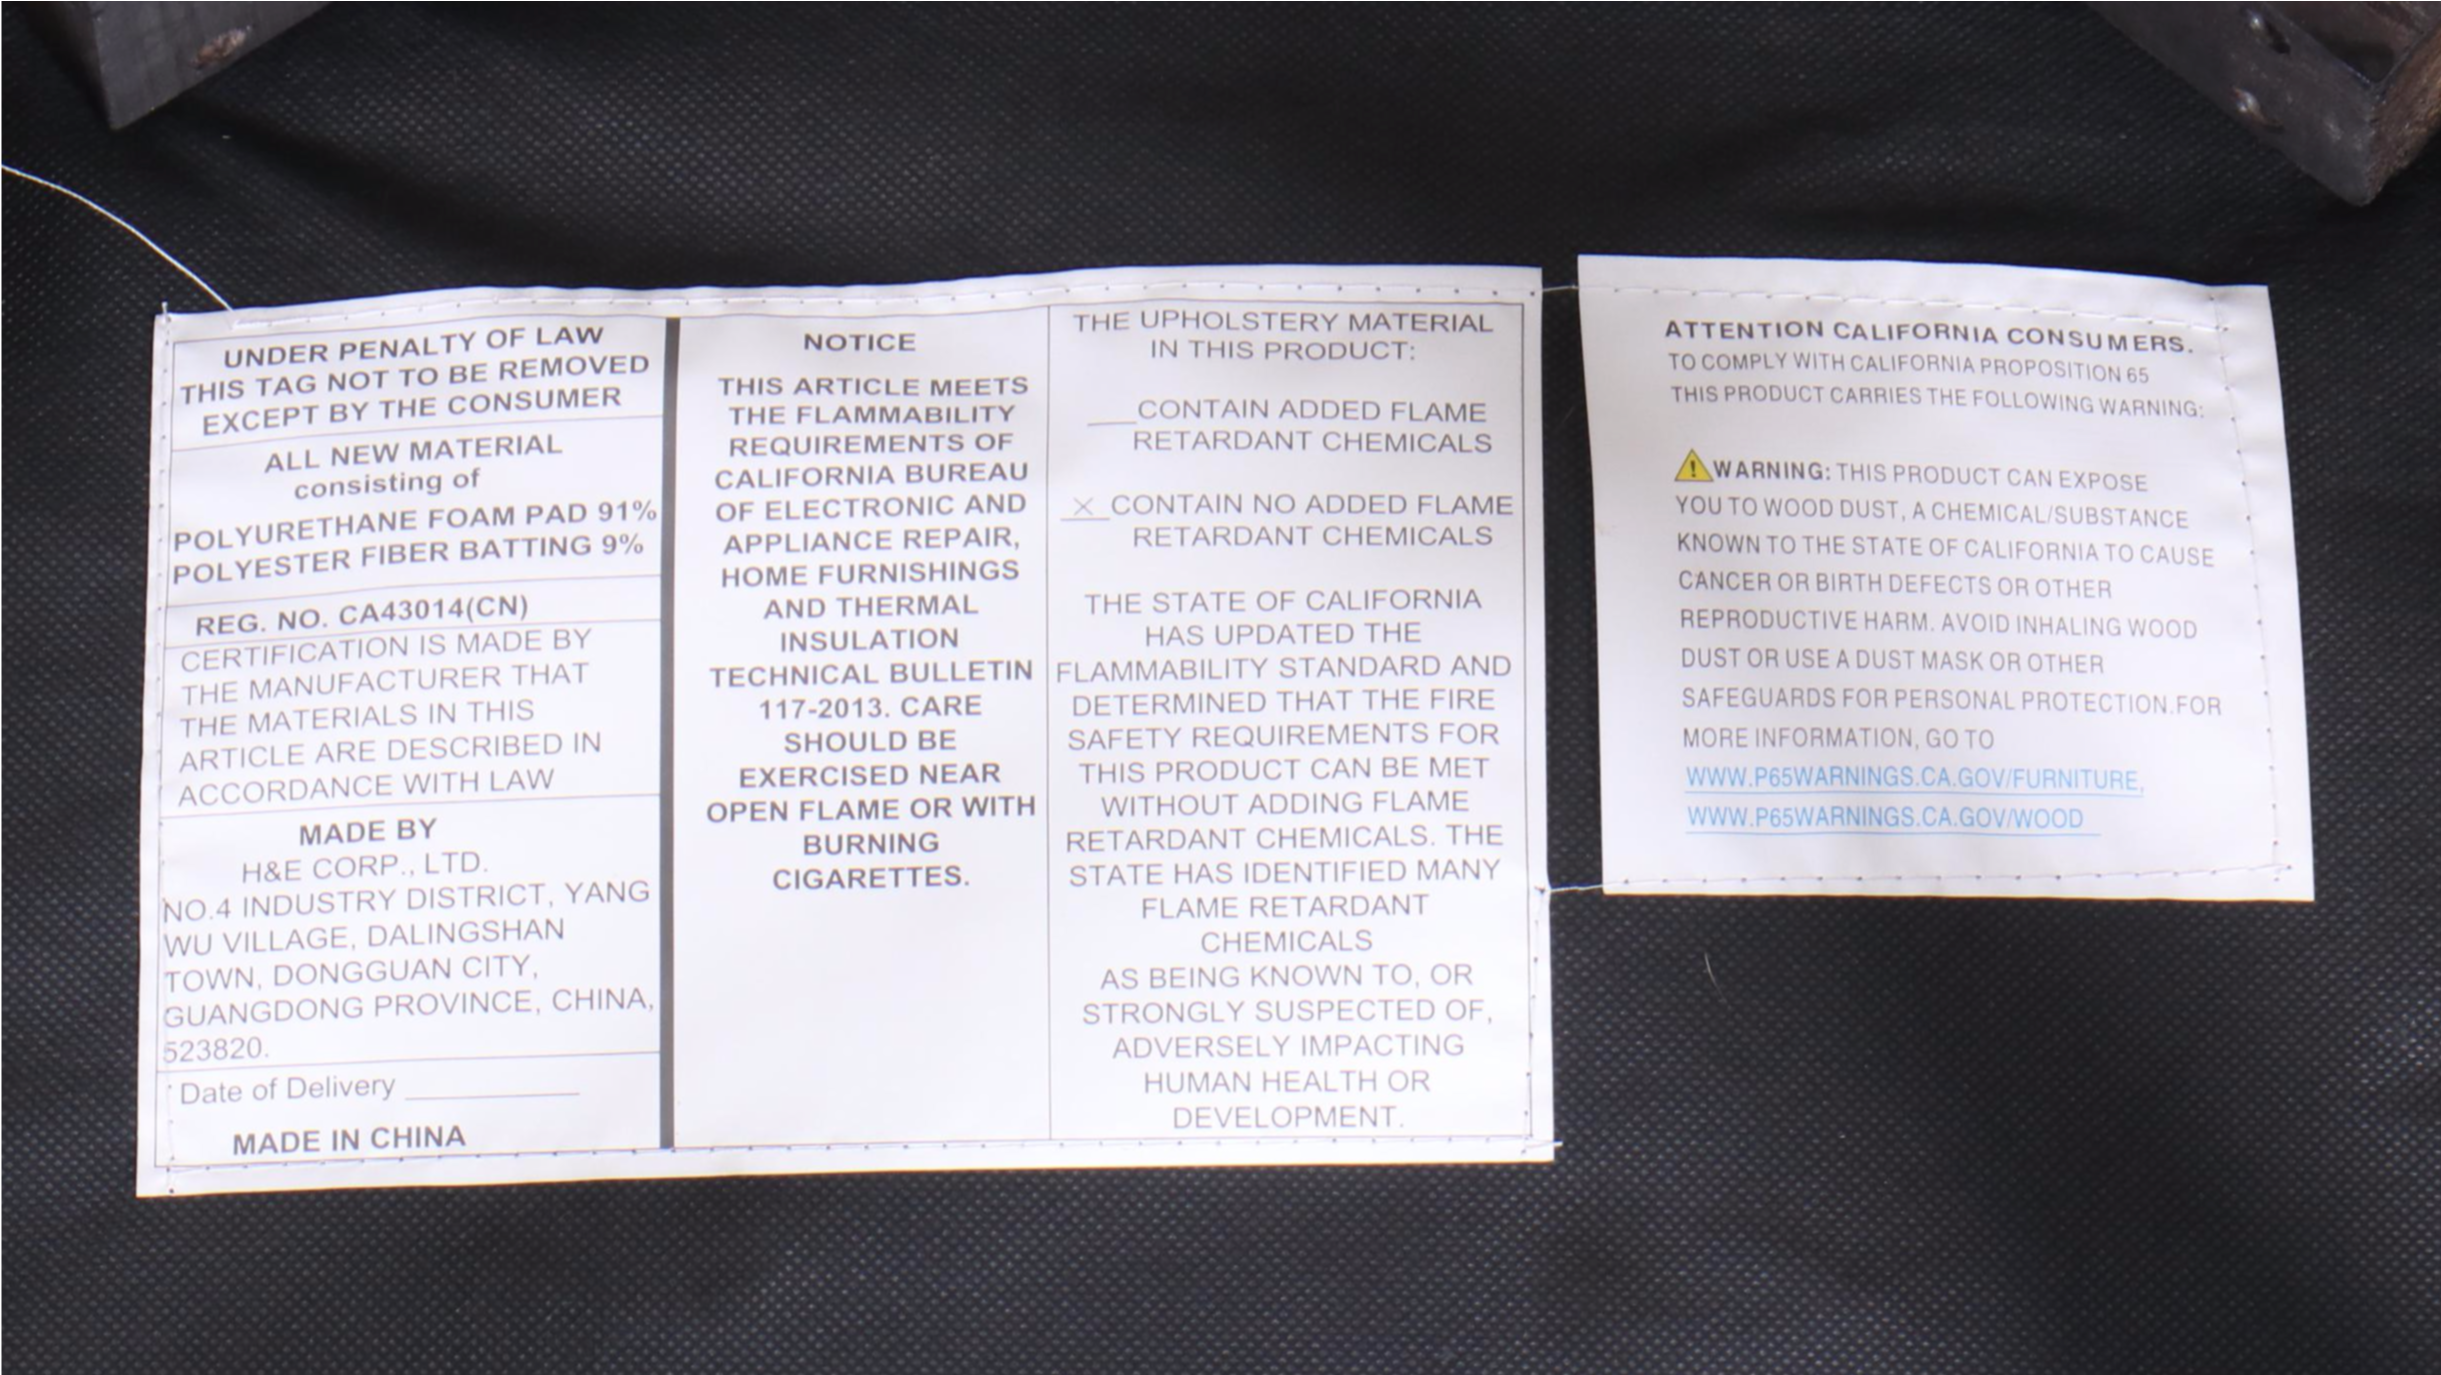 UNDER PENALTY OF LAW
THIS TAG NOT TO BE REMOVED
EXCEPT BY THE CONSUMER
ALL NEW MATERIAL
consisting of
POLYURETHANE FOAM PAD 91%
POLYESTER FIBER BATTING 9%
REG. NO. CA43014(CN)
CERTIFICATION IS MADE BY
THE MANUFACTURER THAT
THE MATERIALS IN THIS
ARTICLE ARE DESCRIBED IN
ACCORDANCE WITH LAW
MADE BY
H&E CORP., LTD.
NO.4 INDUSTRY DISTRICT, YANG
WU VILLAGE, DALINGSHAN
TOWN, DONGGUAN CITY,
GUANGDONG PROVINCE, CHINA,
523820.
Date of Delivery ___________
MADE IN CHINA
NOTICE
THIS ARTICLE MEETS
THE FLAMMABILITY
REQUIREMENTS OF
CALIFORNIA BUREAU
OF ELECTRONIC AND
APPLIANCE REPAIR,
HOME FURNISHINGS
AND THERMAL
INSULATION
TECHNICAL BULLETIN
117-2013. CARE
SHOULD BE
EXERCISED NEAR
OPEN FLAME OR WITH
BURNING
CIGARETTES.
THE UPHOLSTERY MATERIAL
IN THIS PRODUCT:
___CONTAIN ADDED FLAME
RETARDANT CHEMICALS
_X_CONTAIN NO ADDED FLAME
RETARDANT CHEMICALS
THE STATE OF CALIFORNIA
HAS UPDATED THE
FLAMMABILITY STANDARD AND
DETERMINED THAT THE FIRE
SAFETY REQUIREMENTS FOR
THIS PRODUCT CAN BE MET
WITHOUT ADDING FLAME
RETARDANT CHEMICALS. THE
STATE HAS IDENTIFIED MANY
FLAME RETARDANT
CHEMICALS
AS BEING KNOWN TO, OR
STRONGLY SUSPECTED OF,
ADVERSELY IMPACTING
HUMAN HEALTH OR
DEVELOPMENT.
ATTENTION CALIFORNIA CONSUMERS.
TO COMPLY WITH CALIFORNIA PROPOSITION 65
THIS PRODUCT CARRIES THE FOLLOWING WARNING:
WARNING: THIS PRODUCT CAN EXPOSE
YOU TO WOOD DUST, A CHEMICAL/SUBSTANCE
KNOWN TO THE STATE OF CALIFORNIA TO CAUSE
CANCER OR BIRTH DEFECTS OR OTHER
REPRODUCTIVE HARM. AVOID INHALING WOOD
DUST OR USE A DUST MASK OR OTHER
SAFEGUARDS FOR PERSONAL PROTECTION.FOR
MORE INFORMATION, GO TO
WWW.P65WARNINGS.CA.GOV/FURNITURE,
WWW.P65WARNINGS.CA.GOV/WOOD